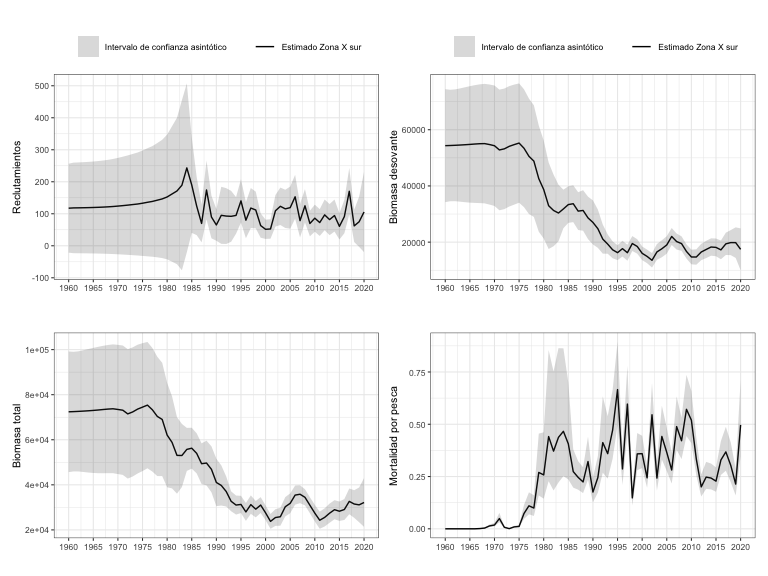 Intervalo de confianza asintótico Estimado Zona X sur
Reclutamientos
500
400
300
200
100
0
-100
1960 1965 1970 1975 1980 1985 1990 1995 2000 2005 2010 2015 2020
Intervalo de confianza asintótico Estimado Zona X sur
Biomasa desovante
60000
40000
20000
1960 1965 1970 1975 1980 1985 1990 1995 2000 2005 2010 2015 2020
Biomasa total
1e+05
8e+04
6e+04
4e+04
2e+04
1960 1965 1970 1975 1980 1985 1990 1995 2000 2005 2010 2015 2020
Mortalidad por pesca
0.75
0.50
0.25
0.00
1960 1965 1970 1975 1980 1985 1990 1995 2000 2005 2010 2015 2020